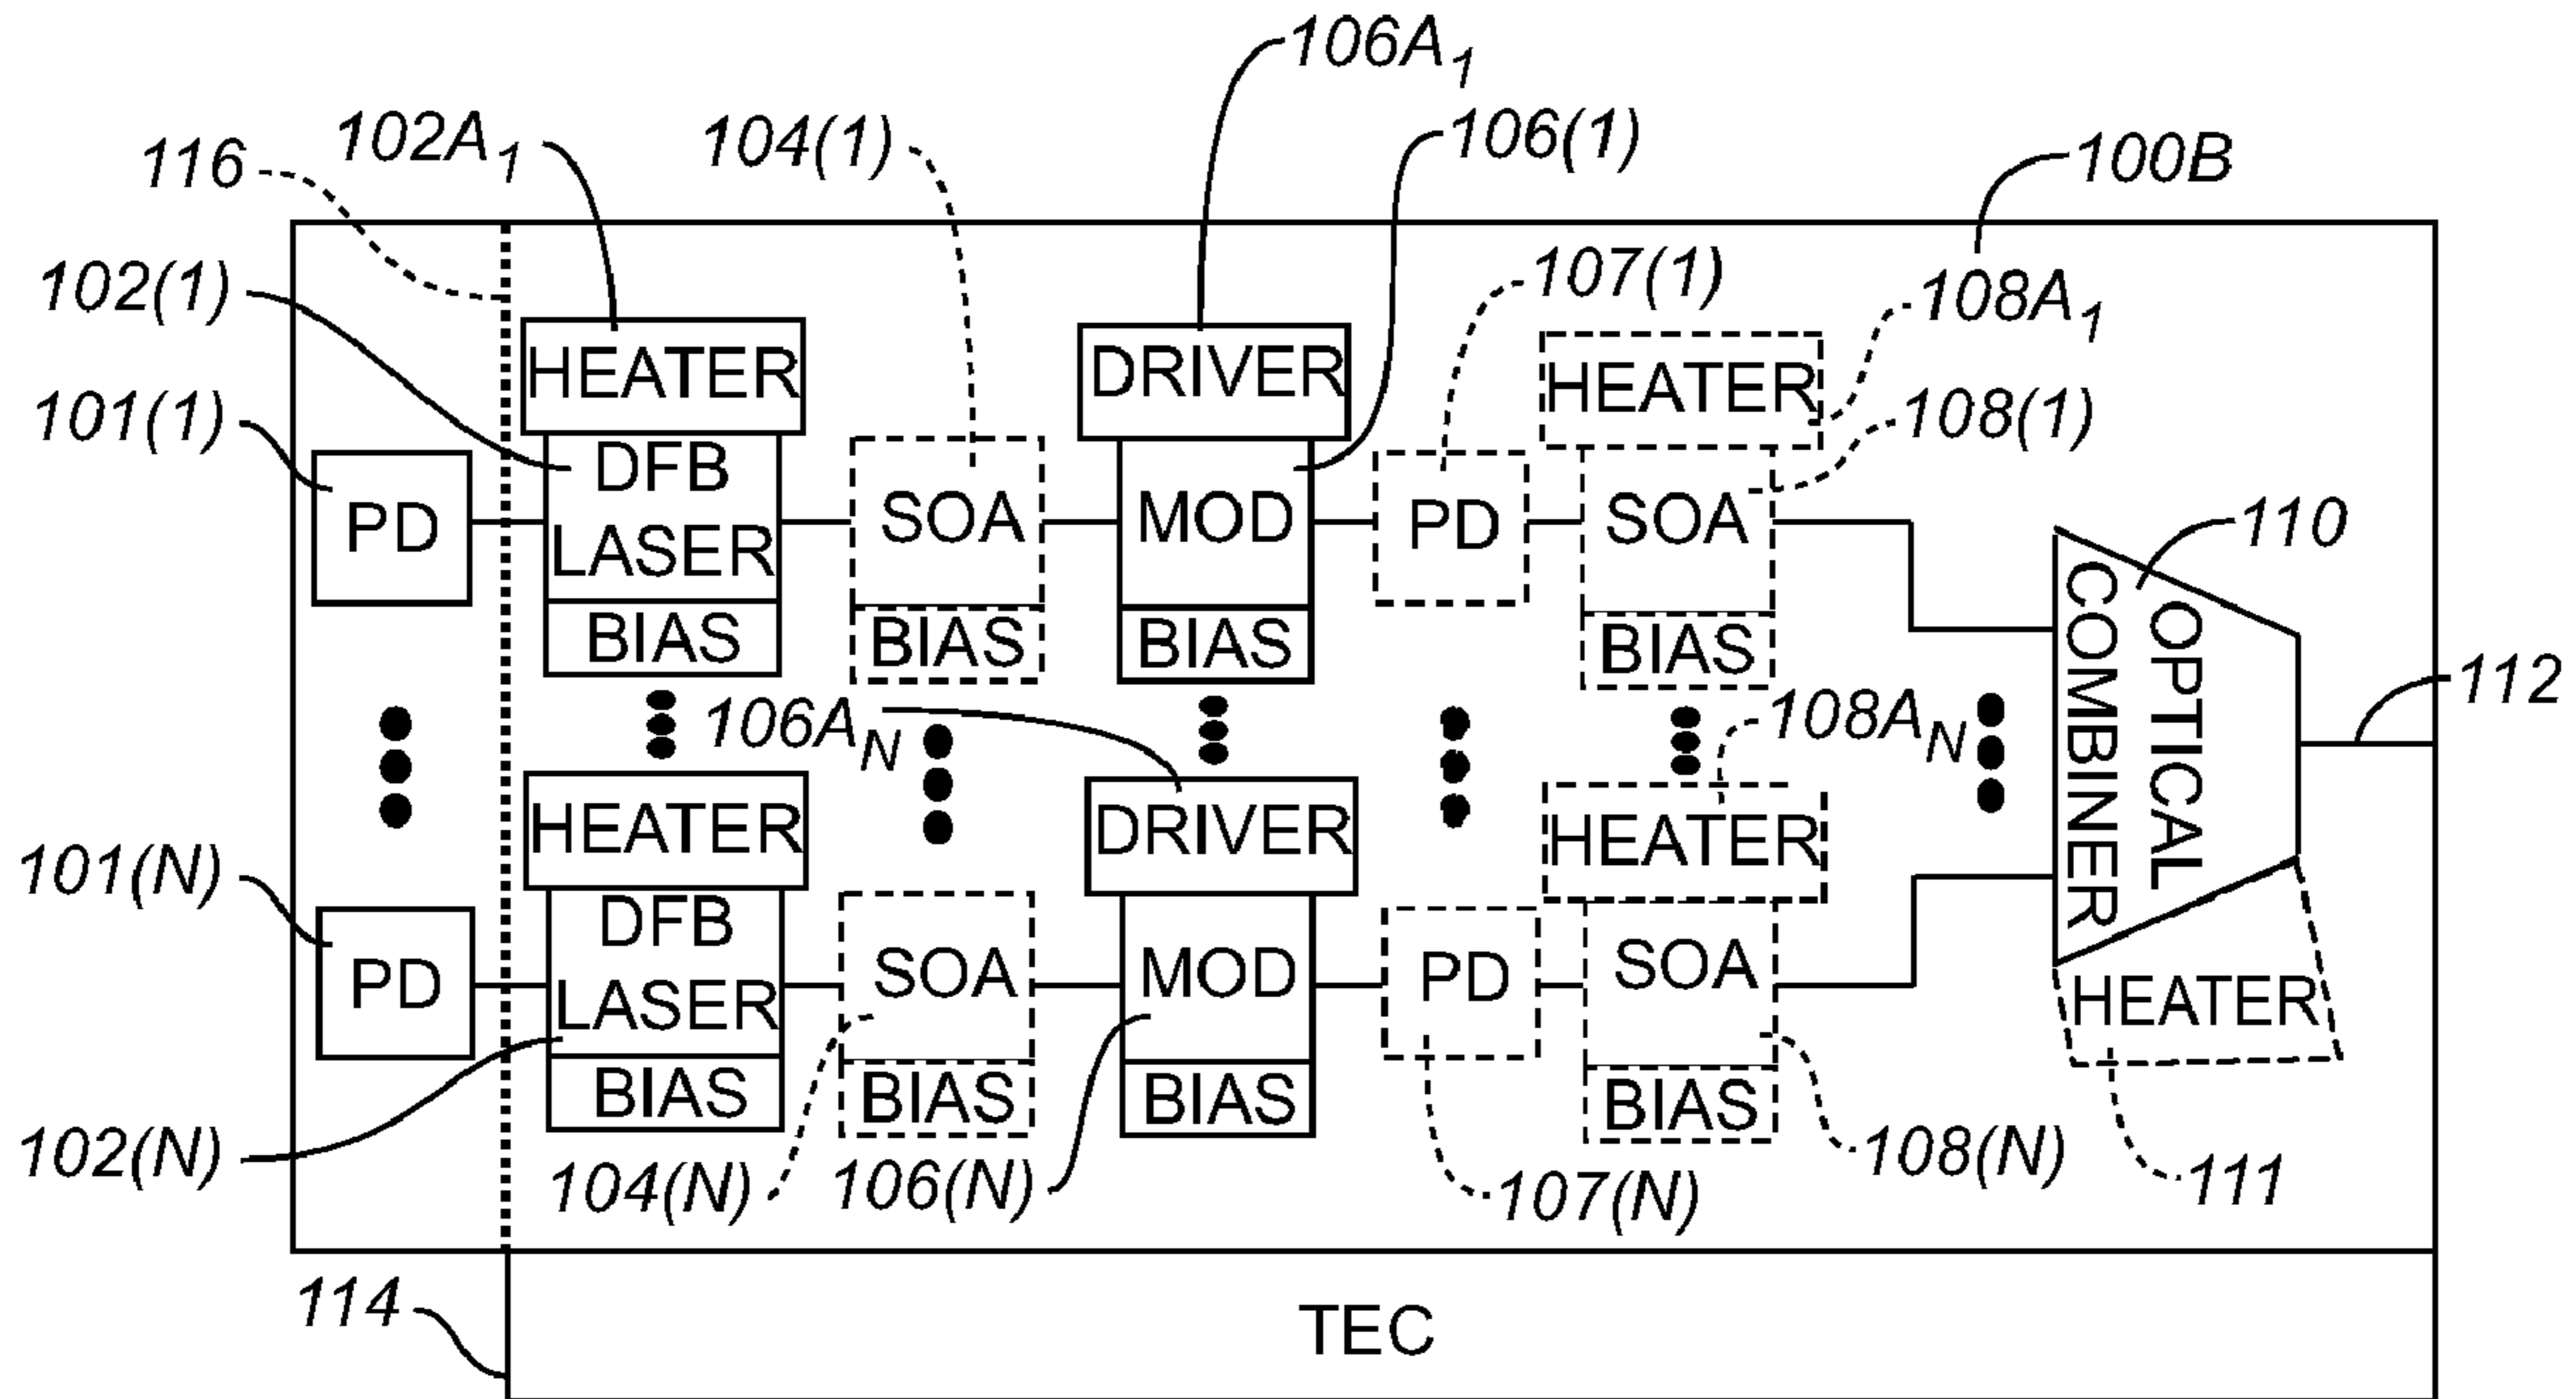 106A1
102A1
104(1)
106(1)
116
100B
102(1)
107(1)
108A1
HEATER
DRIVER
HEATER
101(1)
108(1)
PD
DFB
LASER
BIAS
SOA
BIAS
MOD
BIAS
PD
SOA
BIAS
110
OPTICAL
COMBINER
112
106AN
108AN
HEATER
DRIVER
HEATER
101(N)
PD
DFB
LASER
BIAS
SOA
BIAS
MOD
BIAS
PD
SOA
BIAS
HEATER
102(N)
104(N)
106(N)
107(N)
108(N)
111
114
TEC